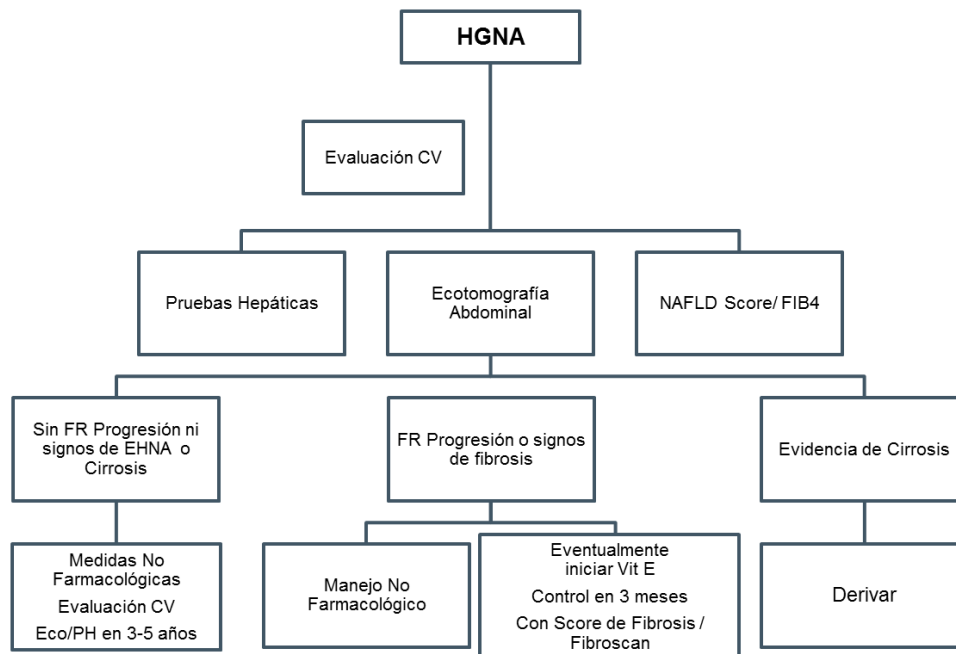 HGNA
Evaluación CV
Pruebas Hepáticas
Ecotomografía
Abdominal
NAFLD Score/ FIB4
Sin FR Progresión ni
signos de EHNA o
Cirrosis
FR Progresión o signos
de fibrosis
Evidencia de Cirrosis
Medidas No
Farmacológicas
Evaluación CV
Eco/PH en 3-5 años
Manejo No
Farmacológico
Eventualmente
iniciar Vit E
Control en 3 meses
Con Score de Fibrosis /
Fibroscan
Derivar